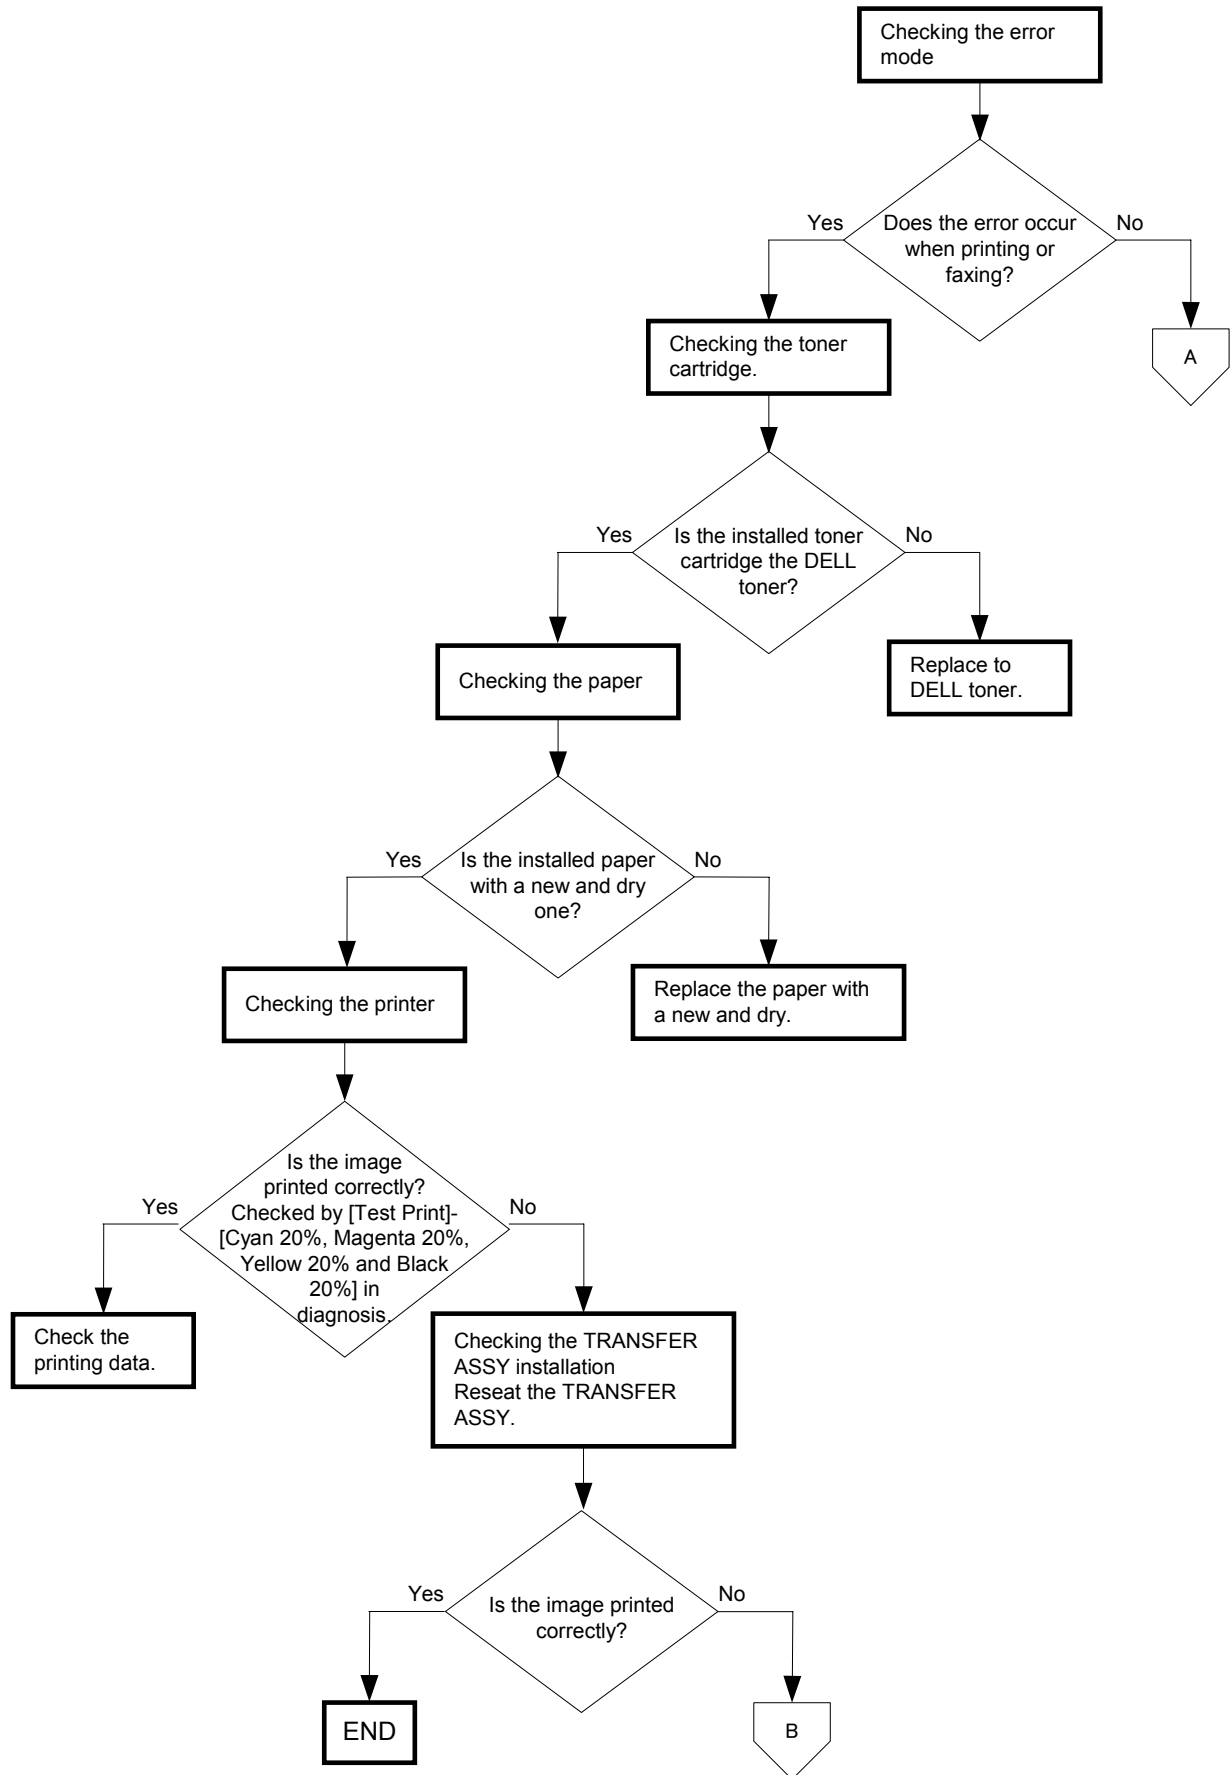 Checking the error
mode
Yes
Does the error occur
when printing or
faxing?
No
Checking the toner
cartridge.
A
Yes
Is the installed toner
cartridge the DELL
toner?
No
Checking the paper
Replace to
DELL toner.
Yes
Is the installed paper
with a new and dry
one?
No
Checking the printer
Replace the paper with
a new and dry.
Yes
Is the image
printed correctly?
Checked by [Test Print]-
[Cyan 20%, Magenta 20%,
Yellow 20% and Black
20%] in
diagnosis.
No
Check the
printing data.
Checking the TRANSFER
ASSY installation
Reseat the TRANSFER
ASSY.
Yes
Is the image printed
correctly?
No
END
B